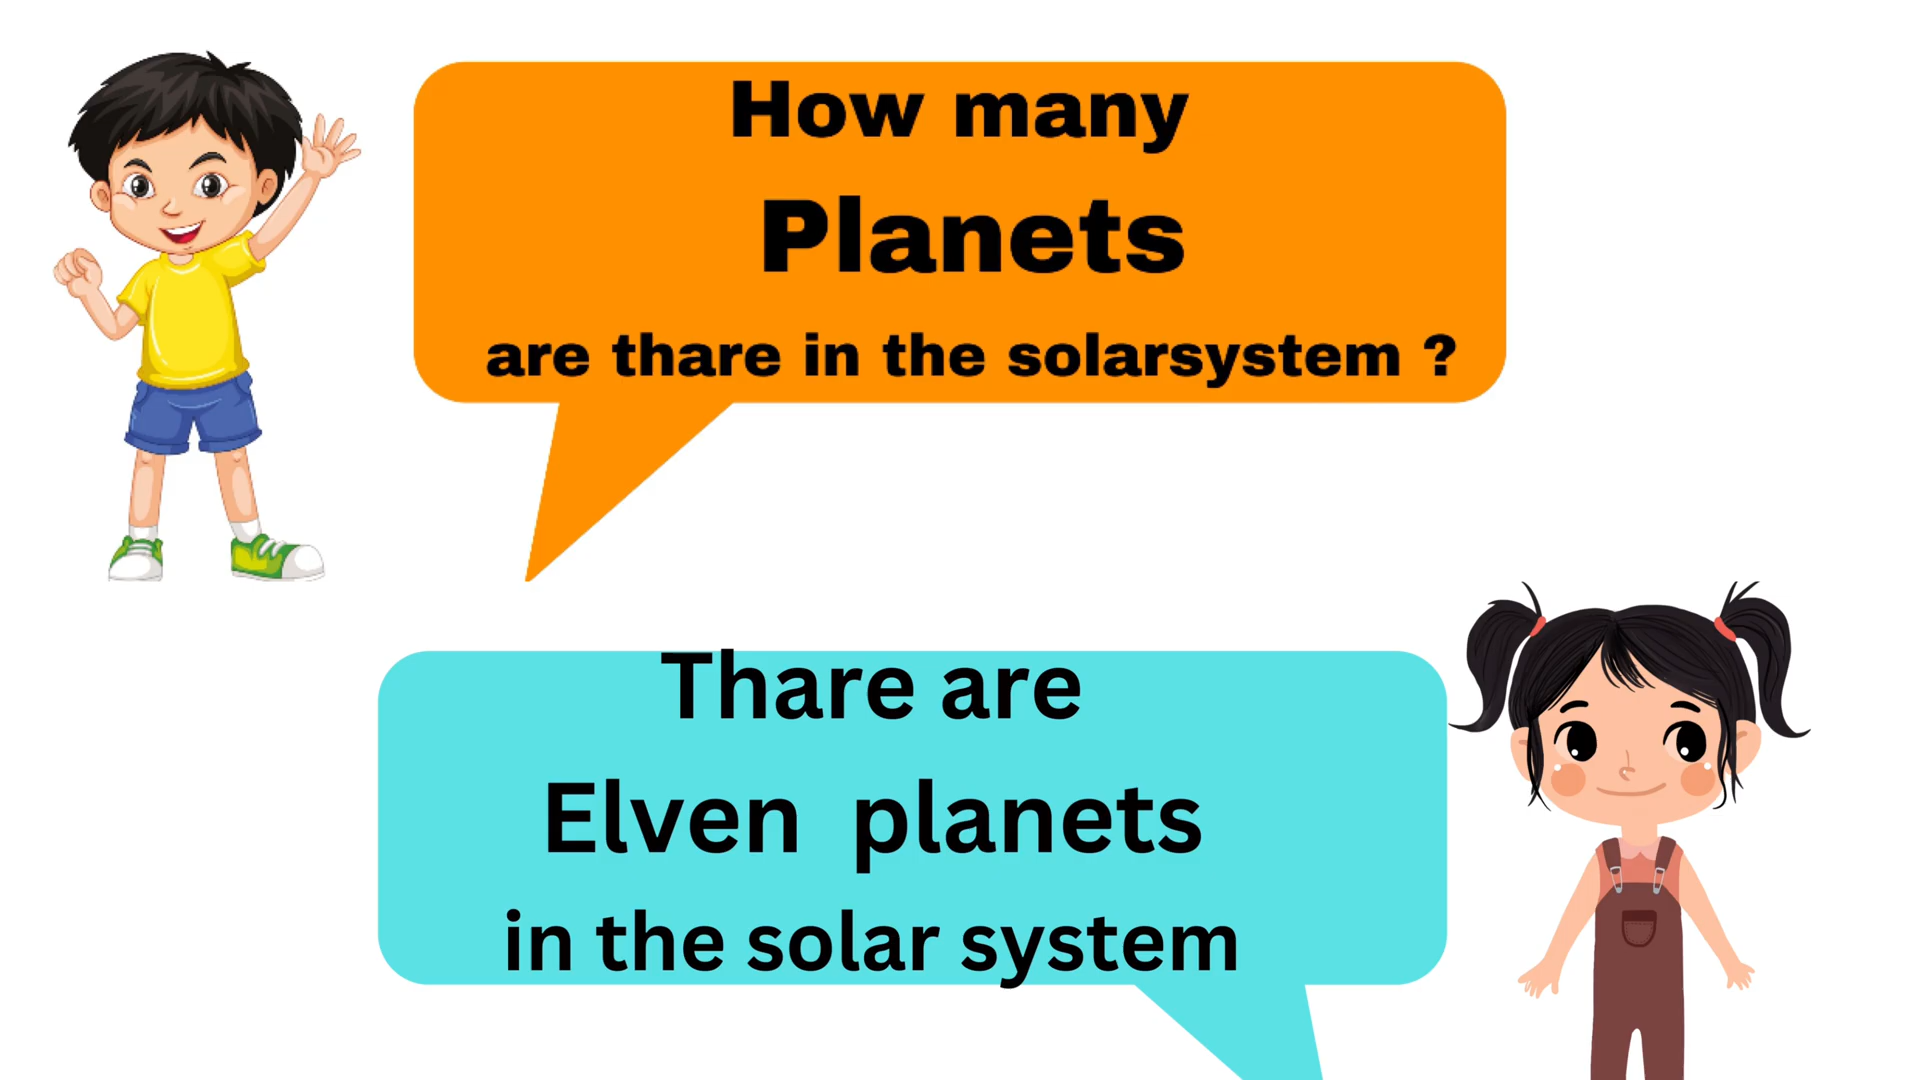 How many
Planets
are thare in the solarsystem ?
Thare are
Elven planets
in the solar system